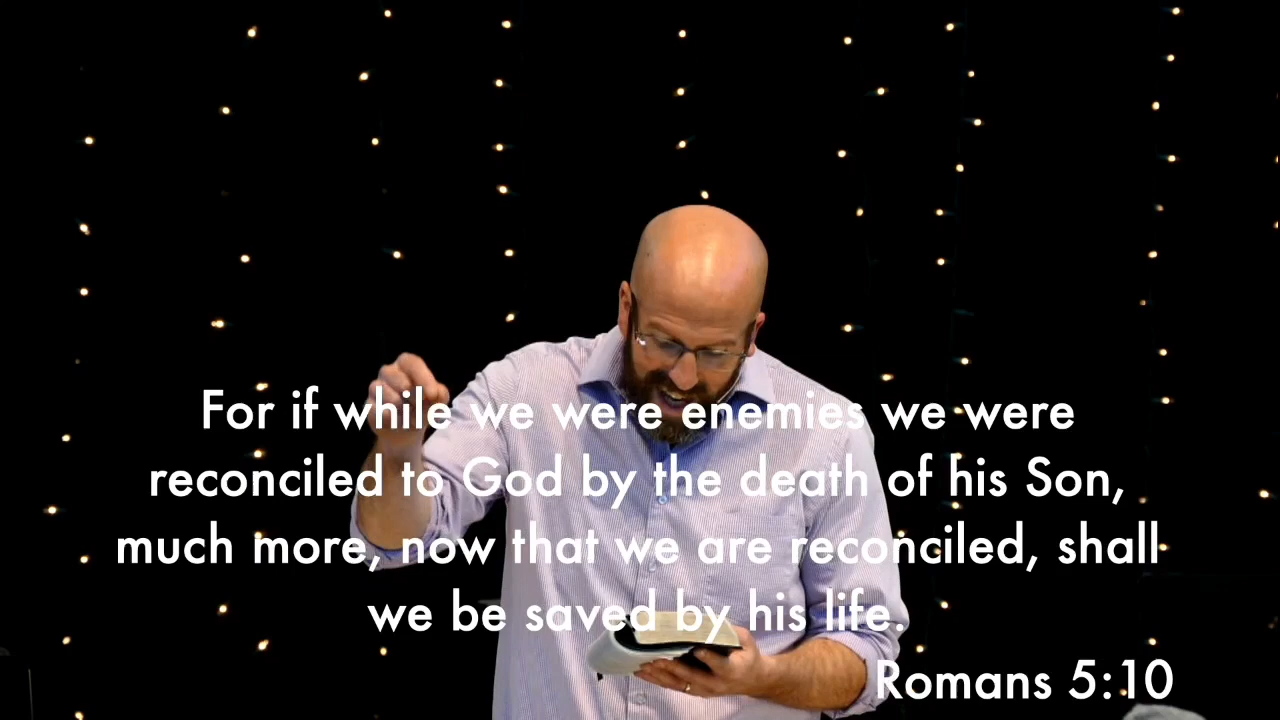 For if while we were enemies we were
reconciled to God by the death of his Son,
much more, now that we are reconciled, shall
we be saved by his life.
Romans 5:10